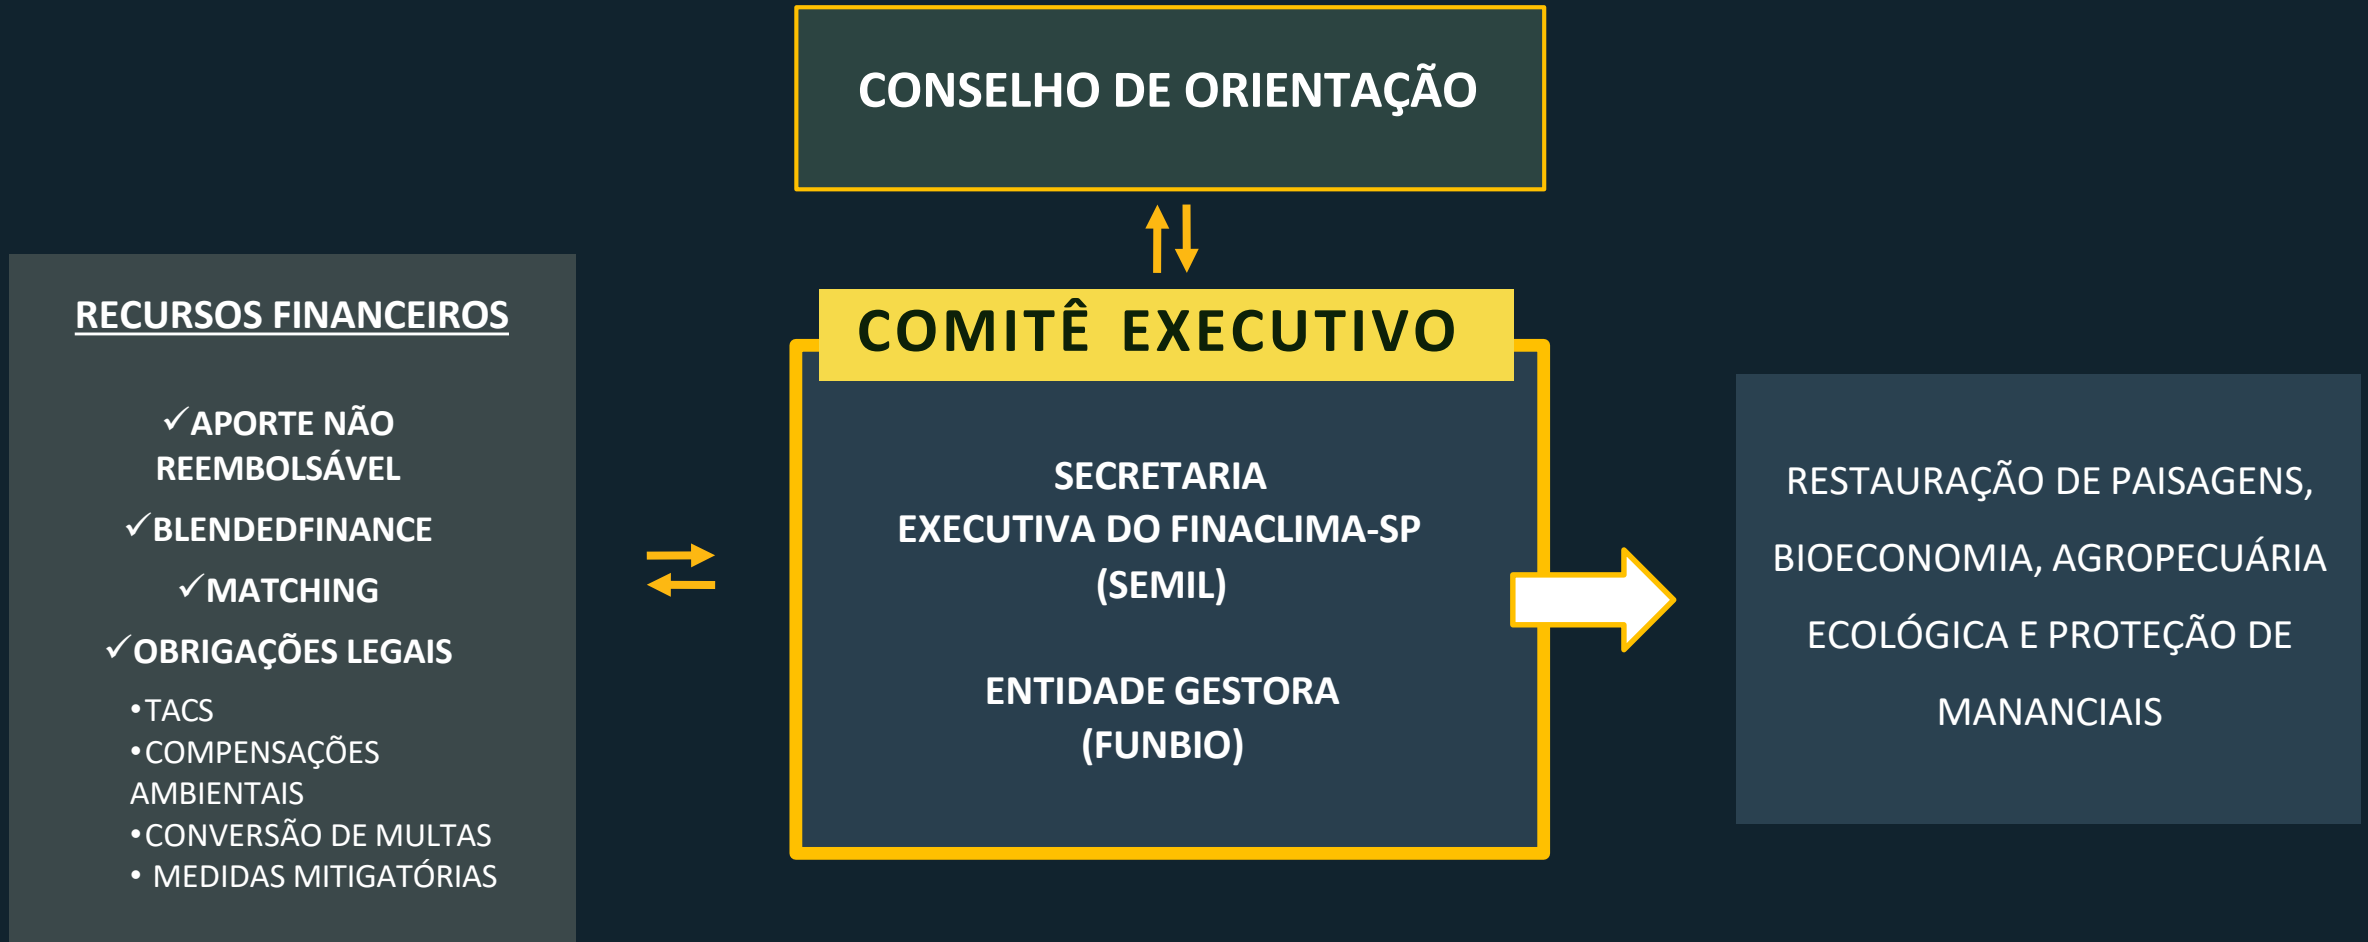 CONSELHO DE ORIENTAÇÃO
RECURSOS FINANCEIROS
✓APORTE NÃO
REEMBOLSÁVEL
✓BLENDEDFINANCE
✓MATCHING
✓OBRIGAÇÕES LEGAIS
•TACS
•COMPENSAÇÕES
AMBIENTAIS
•CONVERSÃO DE MULTAS
• MEDIDAS MITIGATÓRIAS
COMITÊ EXECUTIVO
SECRETARIA
EXECUTIVA DO FINACLIMA-SP
(SEMIL)
ENTIDADE GESTORA
(FUNBIO)
RESTAURAÇÃO DE PAISAGENS,
BIOECONOMIA, AGROPECUÁRIA
ECOLÓGICA E PROTEÇÃO DE
MANANCIAIS